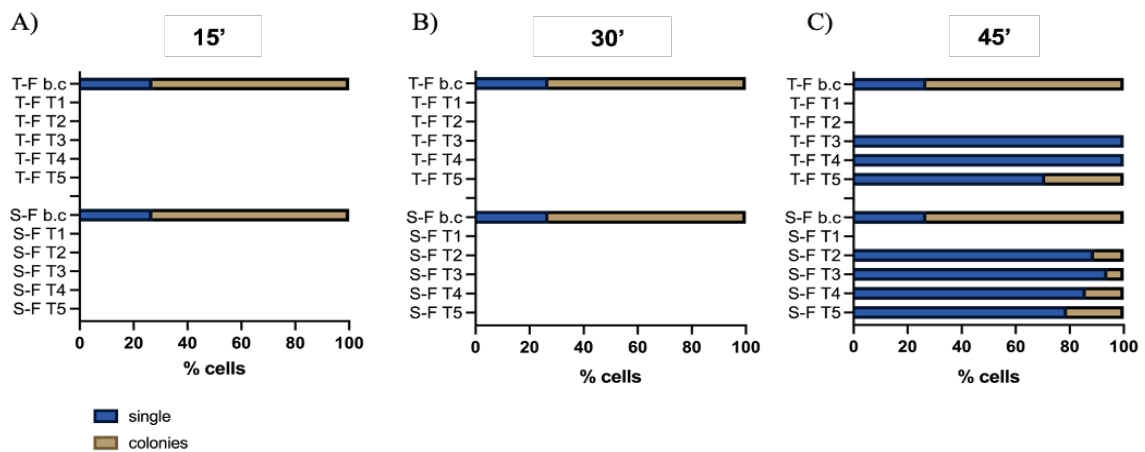 A)
15’
T-F b.c
T-F T1
T-F T2
T-F T3
T-F T4
T-F T5
S-F b.c
S-F T1
S-F T2
S-F T3
S-F T4
S-F T5
0 20 40 60 80 100
% cells
B)
30’
T-F b.c
T-F T1
T-F T2
T-F T3
T-F T4
T-F T5
S-F b.c
S-F T1
S-F T2
S-F T3
S-F T4
S-F T5
0 20 40 60 80 100
% cells
C)
45’
T-F b.c
T-F T1
T-F T2
T-F T3
T-F T4
T-F T5
S-F b.c
S-F T1
S-F T2
S-F T3
S-F T4
S-F T5
0 20 40 60 80 100
% cells
single
colonies